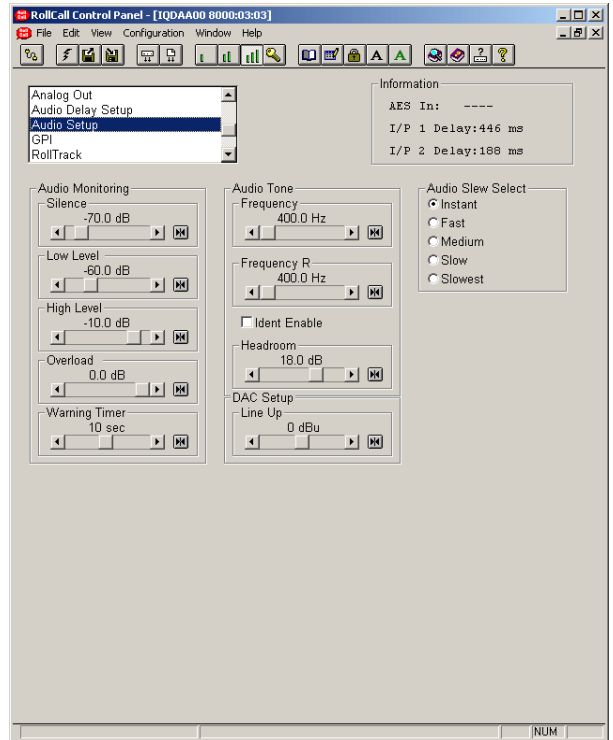 RollCall Control Panel - [IQDAA00 8000:03:03]
File Edit View Configuration Window Help
Analog Out
Audio Delay Setup
Audio Setup
GPI
RollTrack
Information
AES In: ----
I/P 1 Delay:446 ms
I/P 2 Delay:188 ms
Audio Monitoring
Silence
-70.0 dB
Low Level
-60.0 dB
High Level
-10.0 dB
Overload
0.0 dB
Warning Timer
10 sec
Audio Tone
Frequency
400.0 Hz
Frequency R
400.0 Hz
Ident Enable
Headroom
18.0 dB
DAC Setup
Line Up
0 dBu
Audio Slew Select
Instant
Fast
Medium
Slow
Slowest
NUM